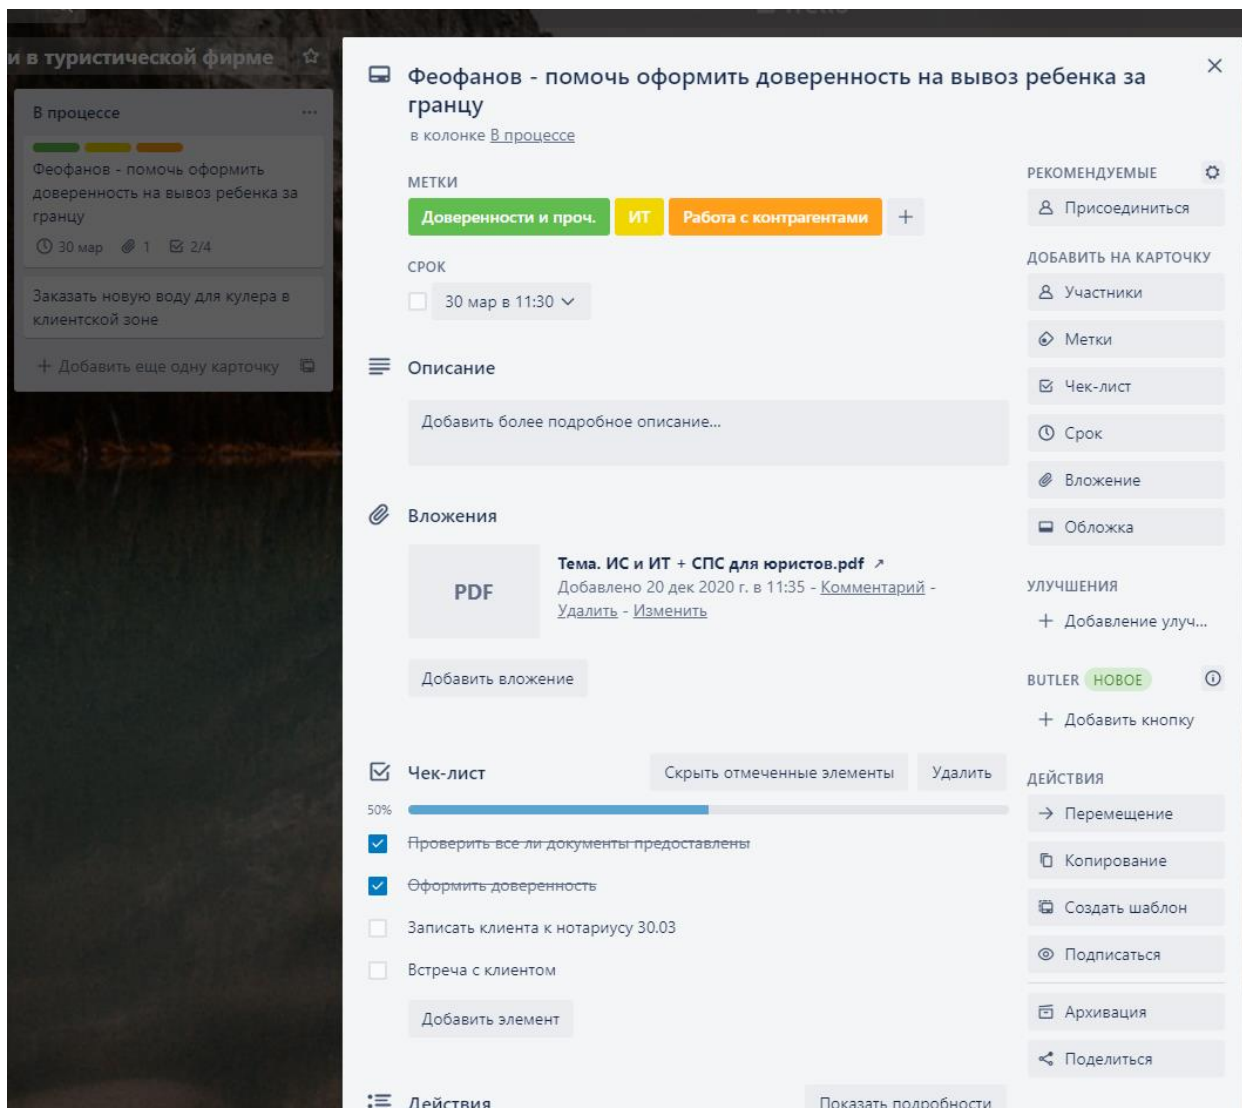 и в туристической фирме
В процессе
Феофанов - помочь оформить
доверенность на вывоз ребенка за
гранцу
30 мар 1 2/4
Заказать новую воду для кулера в
клиентской зоне
+ Добавить еще одну карточку
Феофанов - помочь оформить доверенность на вывоз ребенка за
гранцу
в колонке В процессе
МЕТКИ
Доверенности и проч. ИТ Работа с контрагентами +
СРОК
30 мар в 11:30
Описание
Добавить более подробное описание...
Вложения
PDF
Тема. ИС и ИТ + СПС для юристов.pdf ↗
Добавлено 20 дек 2020 г. в 11:35 - Комментарий -
Удалить - Изменить
Добавить вложение
Чек-лист Скрыть отмеченные элементы Удалить
50%
Проверить все ли документы предоставлены
Оформить доверенность
Записать клиента к нотариусу 30.03
Встреча с клиентом
Добавить элемент
Действия Показать подробности
РЕКОМЕНДУЕМЫЕ
Присоединиться
ДОБАВИТЬ НА КАРТОЧКУ
Участники
Метки
Чек-лист
Срок
Вложение
Обложка
УЛУЧШЕНИЯ
+ Добавление улуч...
BUTLER НОВОЕ
+ Добавить кнопку
ДЕЙСТВИЯ
→ Перемещение
Копирование
Создать шаблон
Подписаться
Архивация
Поделиться